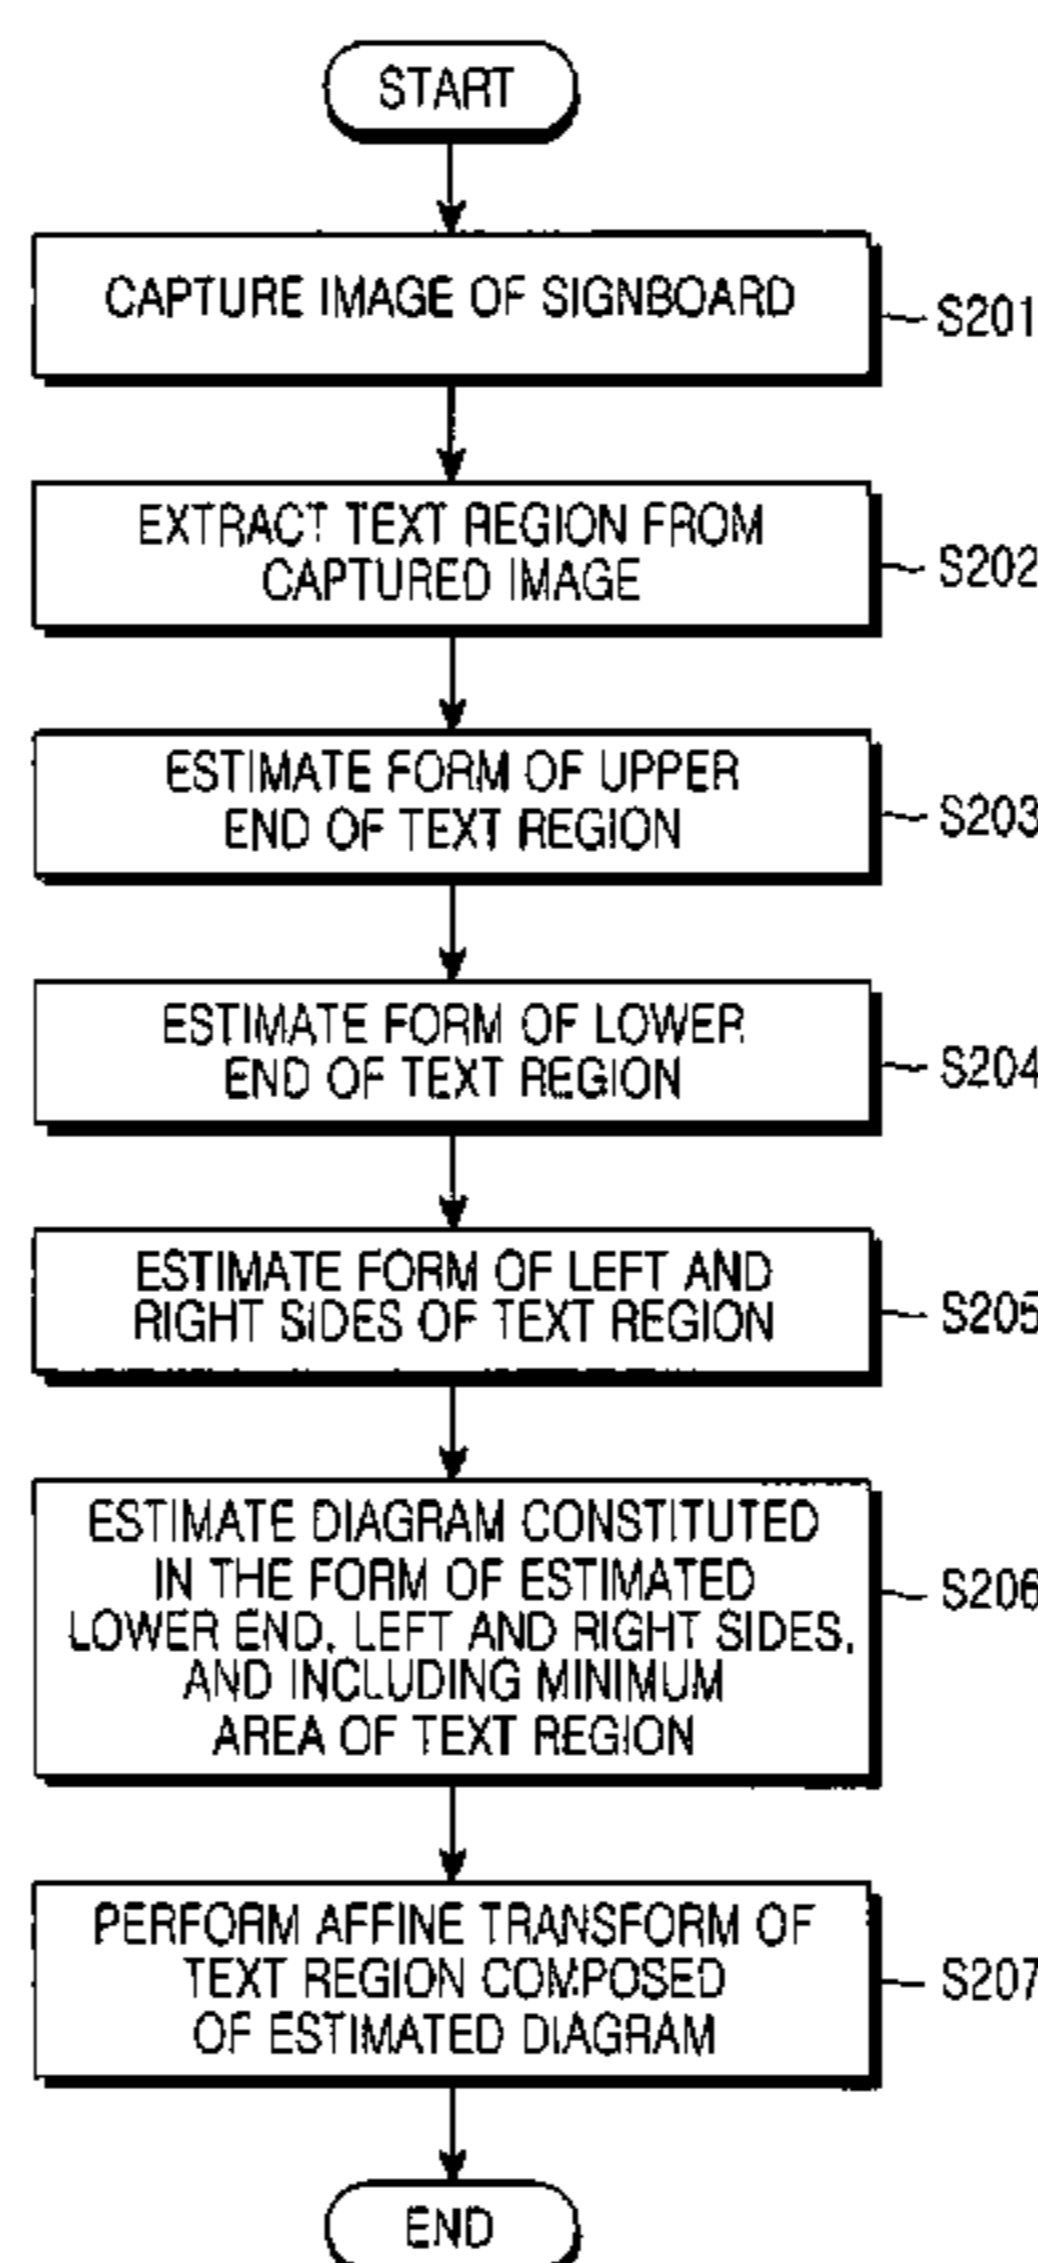 START
CAPTURE IMAGE OF SIGNBOARD
S201
EXTRACT TEXT REGION FROM
CAPTURED IMAGE
S202
ESTIMATE FORM OF UPPER
END OF TEXT REGION
S203
ESTIMATE FORM OF LOWER
END OF TEXT REGION
S204
ESTIMATE FORM OF LEFT AND
RIGHT SIDES OF TEXT REGION
S205
ESTIMATE DIAGRAM CONSTITUTED
IN THE FORM OF ESTIMATED
LOWER END, LEFT AND RIGHT SIDES,
AND INCLUDING MINIMUM
AREA OF TEXT REGION
S206
PERFORM AFFINE TRANSFORM OF
TEXT REGION COMPOSED
OF ESTIMATED DIAGRAM
S207
END